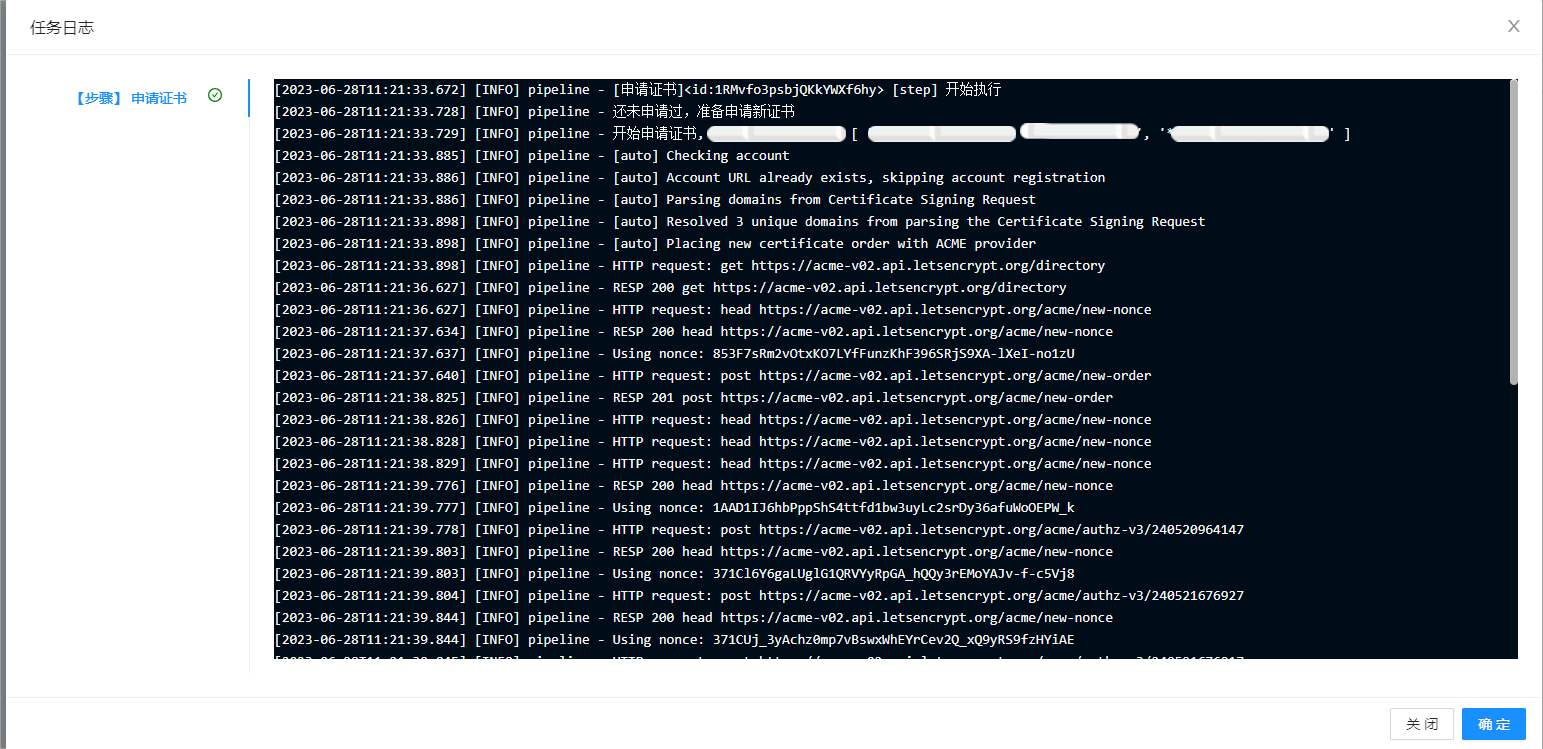 任务日志
【步骤】 申请证书
[2023-06-28T11:21:33.672] [INFO] pipeline - [申请证书]<id:1RMvfo3psbjQKkYWXf6hy> [step] 开始执行
[2023-06-28T11:21:33.728] [INFO] pipeline - 还未申请过，准备申请新证书
[2023-06-28T11:21:33.729] [INFO] pipeline - 开始申请证书, [ ', '* ' ]
[2023-06-28T11:21:33.885] [INFO] pipeline - [auto] Checking account
[2023-06-28T11:21:33.886] [INFO] pipeline - [auto] Account URL already exists, skipping account registration
[2023-06-28T11:21:33.886] [INFO] pipeline - [auto] Parsing domains from Certificate Signing Request
[2023-06-28T11:21:33.898] [INFO] pipeline - [auto] Resolved 3 unique domains from parsing the Certificate Signing Request
[2023-06-28T11:21:33.898] [INFO] pipeline - [auto] Placing new certificate order with ACME provider
[2023-06-28T11:21:33.898] [INFO] pipeline - HTTP request: get https://acme-v02.api.letsencrypt.org/directory
[2023-06-28T11:21:36.627] [INFO] pipeline - RESP 200 get https://acme-v02.api.letsencrypt.org/directory
[2023-06-28T11:21:36.627] [INFO] pipeline - HTTP request: head https://acme-v02.api.letsencrypt.org/acme/new-nonce
[2023-06-28T11:21:37.634] [INFO] pipeline - RESP 200 head https://acme-v02.api.letsencrypt.org/acme/new-nonce
[2023-06-28T11:21:37.637] [INFO] pipeline - Using nonce: 853F7sRm2vOtxKO7LYfFunzKhF396SRjS9XA-lXeI-no1zU
[2023-06-28T11:21:37.640] [INFO] pipeline - HTTP request: post https://acme-v02.api.letsencrypt.org/acme/new-order
[2023-06-28T11:21:38.825] [INFO] pipeline - RESP 201 post https://acme-v02.api.letsencrypt.org/acme/new-order
[2023-06-28T11:21:38.826] [INFO] pipeline - HTTP request: head https://acme-v02.api.letsencrypt.org/acme/new-nonce
[2023-06-28T11:21:38.828] [INFO] pipeline - HTTP request: head https://acme-v02.api.letsencrypt.org/acme/new-nonce
[2023-06-28T11:21:38.829] [INFO] pipeline - HTTP request: head https://acme-v02.api.letsencrypt.org/acme/new-nonce
[2023-06-28T11:21:39.776] [INFO] pipeline - RESP 200 head https://acme-v02.api.letsencrypt.org/acme/new-nonce
[2023-06-28T11:21:39.777] [INFO] pipeline - Using nonce: 1AAD1IJ6hbPppShS4ttfd1bw3uyLc2srDy36afuWoOEPW_k
[2023-06-28T11:21:39.778] [INFO] pipeline - HTTP request: post https://acme-v02.api.letsencrypt.org/acme/authz-v3/240520964147
[2023-06-28T11:21:39.803] [INFO] pipeline - RESP 200 head https://acme-v02.api.letsencrypt.org/acme/new-nonce
[2023-06-28T11:21:39.803] [INFO] pipeline - Using nonce: 371Cl6Y6gaLUglG1QRVYyRpGA_hQQy3rEMoYAJv-f-c5Vj8
[2023-06-28T11:21:39.804] [INFO] pipeline - HTTP request: post https://acme-v02.api.letsencrypt.org/acme/authz-v3/240521676927
[2023-06-28T11:21:39.844] [INFO] pipeline - RESP 200 head https://acme-v02.api.letsencrypt.org/acme/new-nonce
[2023-06-28T11:21:39.844] [INFO] pipeline - Using nonce: 371CUj_3yAchz0mp7vBswxWhEYrCev2Q_xQ9yRS9fzHYiAE
关 闭
确 定